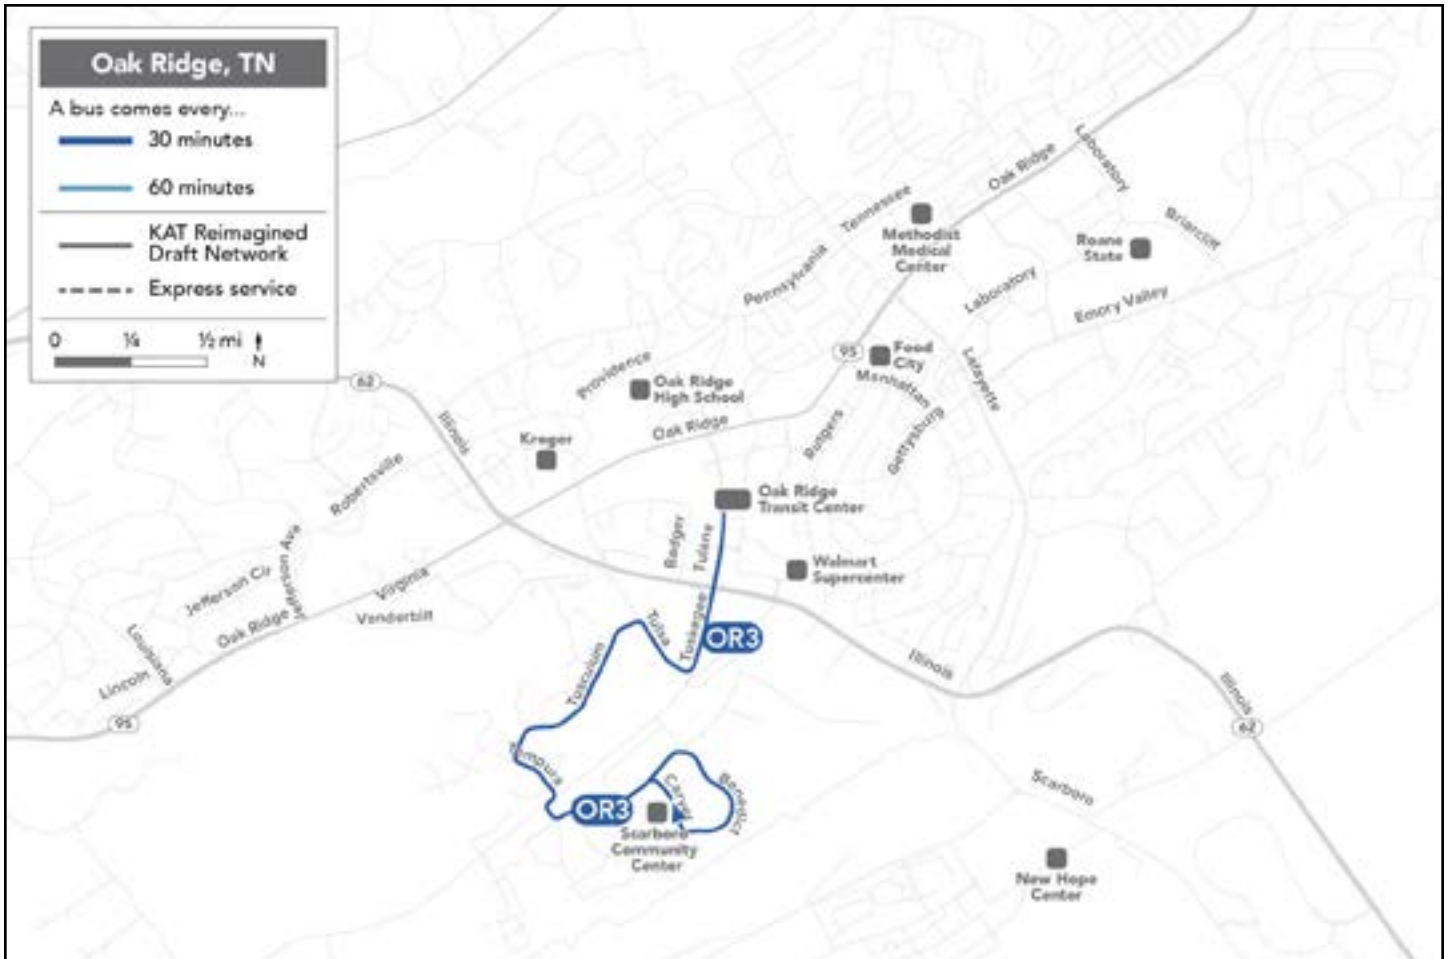 Oak Ridge, TN
A bus comes every...
30 minutes
60 minutes
KAT Reimagined
Draft Network
Express service
0 ¼ ½ mi
N
Laboratory
Oak Ridge
Tennessee
Methodist
Medical
Center
Roane
State
Briarcliff
Pennsylvania
Laboratory
Emory Valley
95
Food
City
Manhattan
Lafayette
Providence
Oak Ridge
High School
62
Illinois
Oak Ridge
Rutgers
Gettysburg
Kroger
Robertsville
Oak Ridge
Transit Center
Badger
Tulane
Walmart
Supercenter
Jefferson Ave
Jefferson Cir
Virginia
Vanderbilt
Oak Ridge
Louisiana
Lincoln
95
Tulsa
Tuskegee
OR3
Tusculum
Illinois
Illinois
62
Carver
Benedict
OR3
Scarboro
Community
Center
Scarboro
New Hope
Center